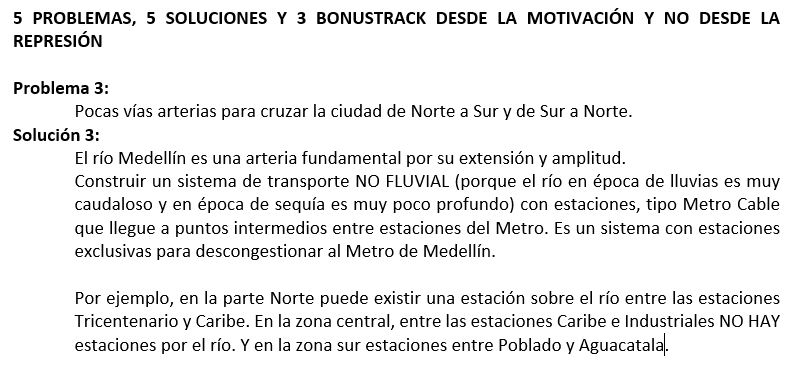 5 PROBLEMAS, 5 SOLUCIONES Y 3 BONUSTRACK DESDE LA MOTIVACIÓN Y NO DESDE LA
REPRESIÓN
Problema 3:
Pocas vías arterias para cruzar la ciudad de Norte a Sur y de Sur a Norte.
Solución 3:
El río Medellín es una arteria fundamental por su extensión y amplitud.
Construir un sistema de transporte NO FLUVIAL (porque el río en época de lluvias es muy
caudaloso y en época de sequía es muy poco profundo) con estaciones, tipo Metro Cable
que llegue a puntos intermedios entre estaciones del Metro. Es un sistema con estaciones
exclusivas para descongestionar al Metro de Medellín.
Por ejemplo, en la parte Norte puede existir una estación sobre el río entre las estaciones
Tricentenario y Caribe. En la zona central, entre las estaciones Caribe e Industriales NO HAY
estaciones por el río. Y en la zona sur estaciones entre Poblado y Aguacatala.